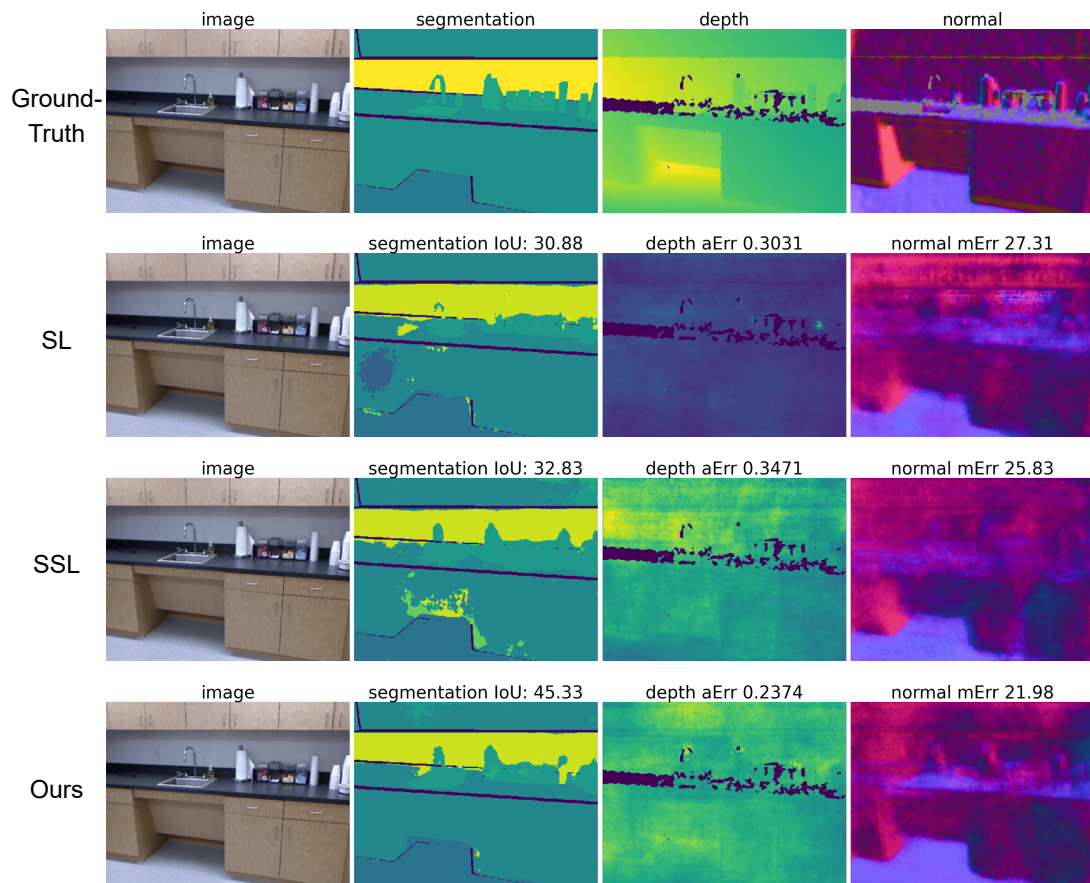 image segmentation depth normal
Ground-
Truth
image segmentation IoU: 30.88 depth aErr 0.3031 normal mErr 27.31
SL
image segmentation IoU: 32.83 depth aErr 0.3471 normal mErr 25.83
SSL
image segmentation IoU: 45.33 depth aErr 0.2374 normal mErr 21.98
Ours